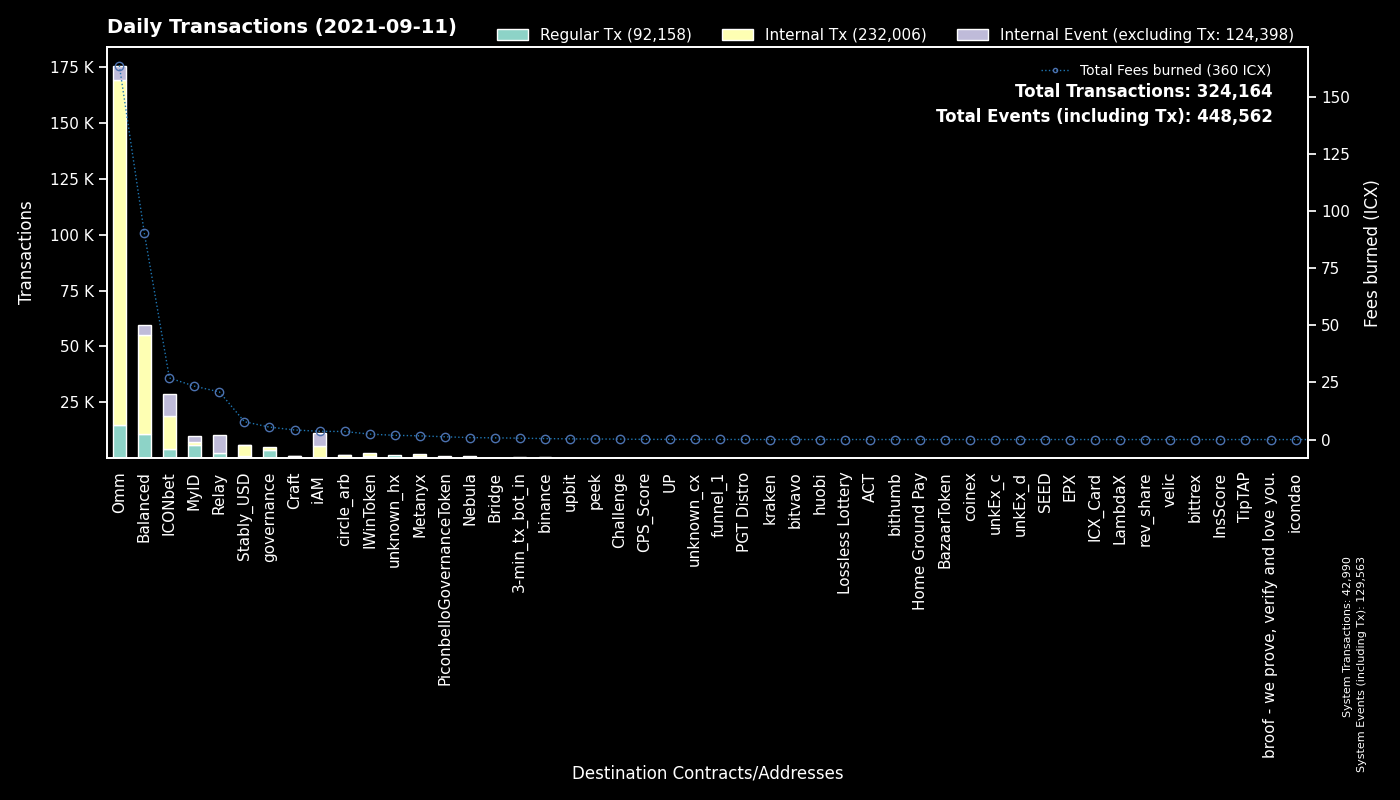 Daily Transactions (2021-09-11)
Regular Tx (92,158)
Internal Tx (232,006)
Internal Event (excluding Tx: 124,398)
Total Fees burned (360 ICX)
Total Transactions: 324,164
Total Events (including Tx): 448,562
Transactions
175 K
150 K
125 K
100 K
75 K
50 K
25 K
Fees burned (ICX)
150
125
100
75
50
25
0
Omm
Balanced
ICONbet
MyID
Relay
Stably_USD
governance
Craft
iAM
circle_arb
IWinToken
unknown_hx
Metanyx
PiconbelloGovernanceToken
Nebula
Bridge
3-min_tx_bot_in
binance
upbit
peek
Challenge
CPS_Score
UP
unknown_cx
funnel_1
PGT Distro
kraken
bitvavo
huobi
Lossless Lottery
ACT
bithumb
Home Ground Pay
BazaarToken
coinex
unkEx_c
unkEx_d
SEED
EPX
ICX_Card
LambdaX
rev_share
velic
bittrex
InsScore
TipTAP
broof - we prove, verify and love you.
icondao
System Transactions: 42,990
System Events (including Tx): 129,563
Destination Contracts/Addresses